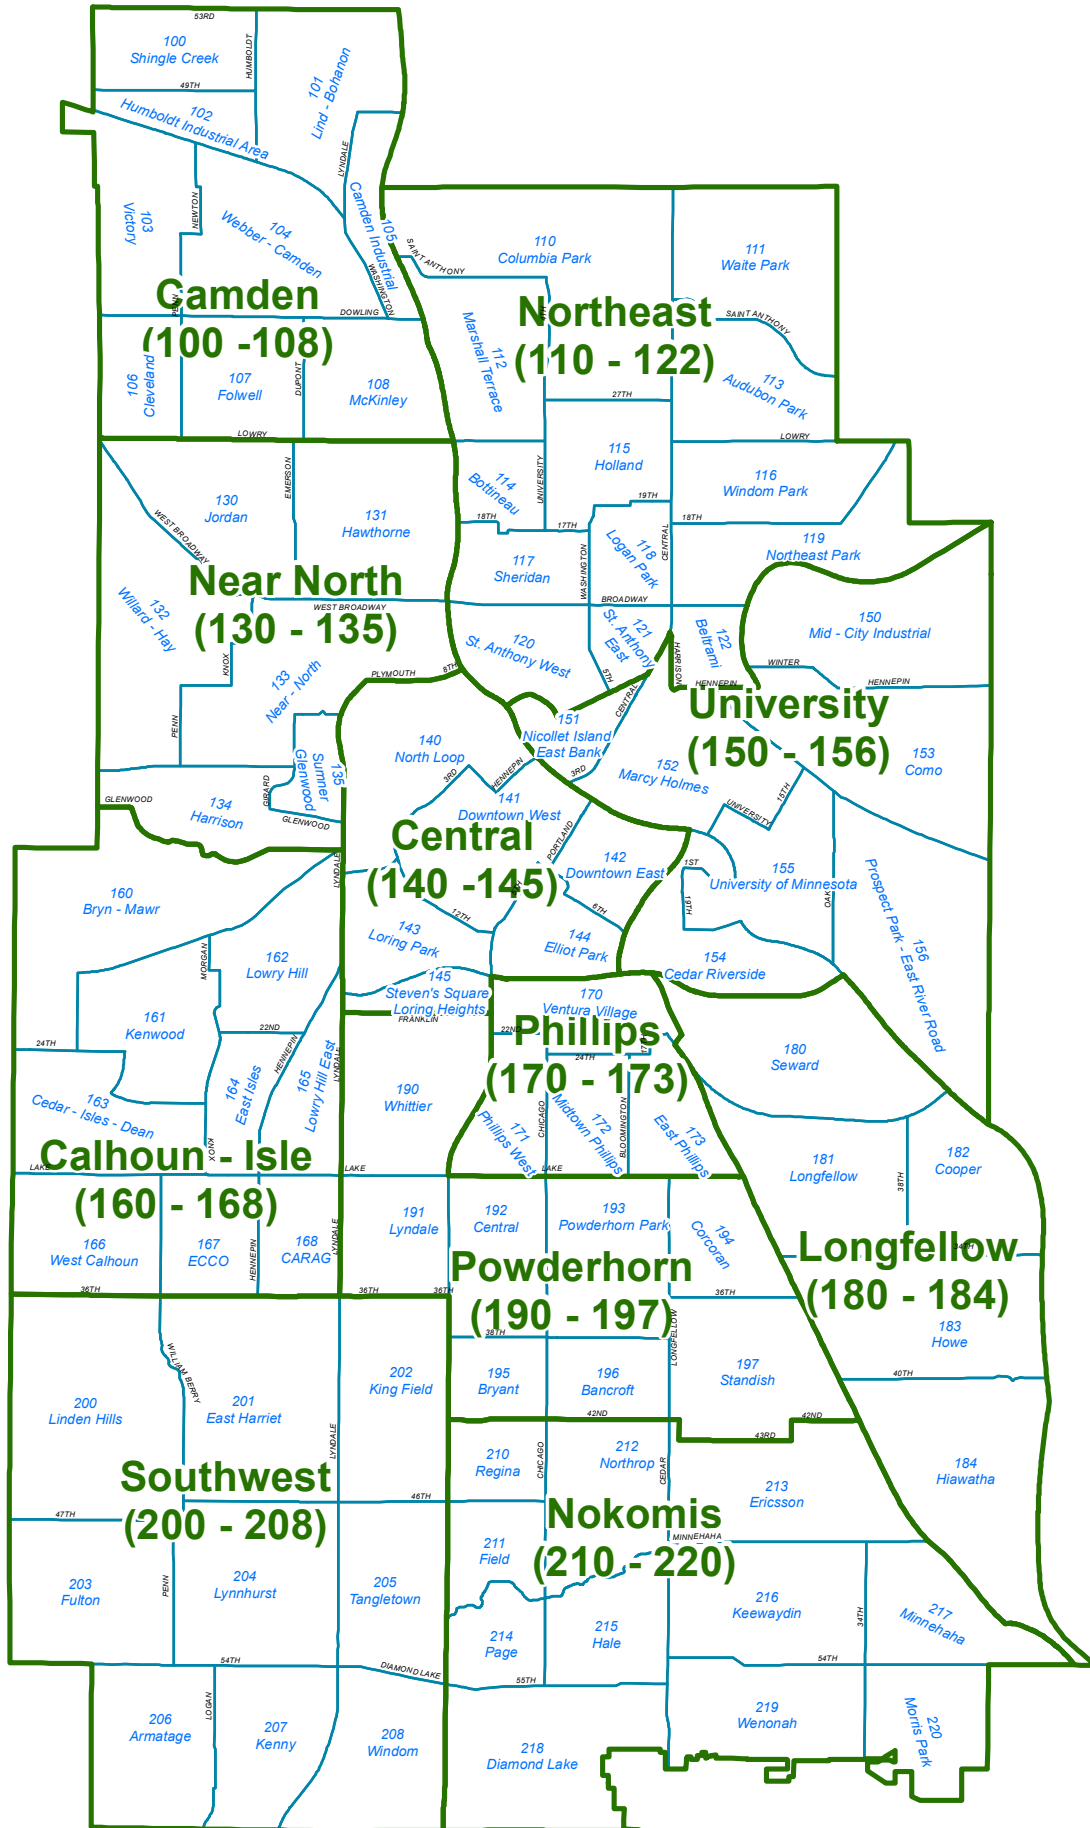 53RD
100
Shingle Creek
HUMBOLDT
101
Lind - Bohanon
49TH
102
Humboldt Industrial Area
LYNDALE
103
Victory
NEWTON
104
Webber - Camden
105
Camden Industrial
WASHINGTON
SAINT ANTHONY
110
Columbia Park
111
Waite Park
Camden
(100 -108)
PENN
DOWLING
Northeast
(110 - 122)
4TH
SAINT ANTHONY
112
Marshall Terrace
106
Cleveland
107
Folwell
DUPONT
108
McKinley
113
Audubon Park
27TH
LOWRY
LOWRY
EMERSON
130
Jordan
131
Hawthorne
WEST BROADWAY
114
Bottineau
UNIVERSITY
115
Holland
116
Windom Park
19TH
18TH
17TH
18TH
CENTRAL
119
Northeast Park
117
Sheridan
WASHINGTON
118
Logan Park
Near North
(130 - 135)
WEST BROADWAY
BROADWAY
132
Willard - Hay
KNOX
133
Near - North
PENN
PLYMOUTH
8TH
120
St. Anthony West
121
St. Anthony
East
5TH
122
Beltrami
HARRISON
HENNEPIN
150
Mid - City Industrial
WINTER
HENNEPIN
University
(150 - 156)
CENTRAL
151
Nicollet Island
East Bank
3RD
152
Marcy Holmes
153
Como
140
North Loop
3RD
HENNEPIN
141
Downtown West
135
Sumner
Glenwood
GIRARD
GLENWOOD
GLENWOOD
134
Harrison
UNIVERSITY
15TH
Central
(140 -145)
PORTLAND
142
Downtown East
6TH
12TH
143
Loring Park
144
Elliot Park
145
Steven's Square
Loring Heights
FRANKLIN
1ST
19TH
155
University of Minnesota
OAK
154
Cedar Riverside
156
Prospect Park - East River Road
LYNDALE
160
Bryn - Mawr
MORGAN
162
Lowry Hill
161
Kenwood
22ND
24TH
HENNEPIN
163
Cedar - Isles - Dean
164
East Isles
KNOX
165
Lowry Hill East
LYNDALE
170
Ventura Village
22ND
Phillips
(170 - 173)
24TH
17TH
CHICAGO
BLOOMINGTON
171
Phillips West
172
Midtown Phillips
173
East Phillips
190
Whittier
180
Seward
181
Longfellow
182
Cooper
38TH
Calhoun - Isle
(160 - 168)
LAKE
LAKE
LAKE
166
West Calhoun
167
ECCO
HENNEPIN
168
CARAG
LYNDALE
191
Lyndale
192
Central
193
Powderhorn Park
194
Corcoran
Powderhorn
(190 - 197)
Longfellow
(180 - 184)
34TH
36TH
36TH
36TH
36TH
183
Howe
38TH
LONGFELLOW
40TH
195
Bryant
196
Bancroft
197
Standish
42ND
42ND
43RD
WILLIAM BERRY
200
Linden Hills
201
East Harriet
202
King Field
LYNDALE
Southwest
(200 - 208)
46TH
47TH
CHICAGO
210
Regina
212
Northrop
CEDAR
213
Ericsson
184
Hiawatha
Nokomis
(210 - 220)
MINNEHAHA
211
Field
203
Fulton
PENN
204
Lynnhurst
205
Tangletown
214
Page
215
Hale
216
Keewaydin
34TH
217
Minnehaha
54TH
DIAMOND LAKE
55TH
54TH
206
Armatage
LOGAN
207
Kenny
208
Windom
218
Diamond Lake
219
Wenonah
220
Morris Park